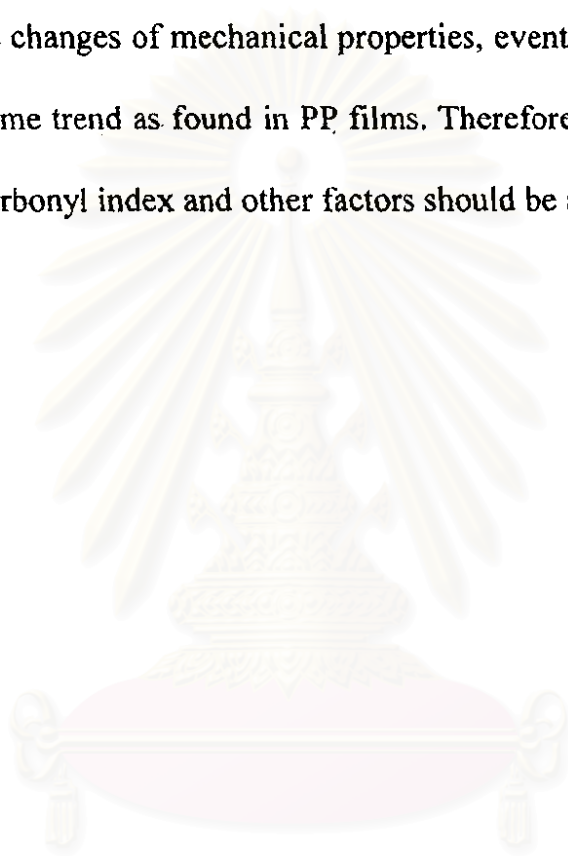 changes of mechanical properties, event
me trend as found in PP films. Therefore
rbonyl index and other factors should be